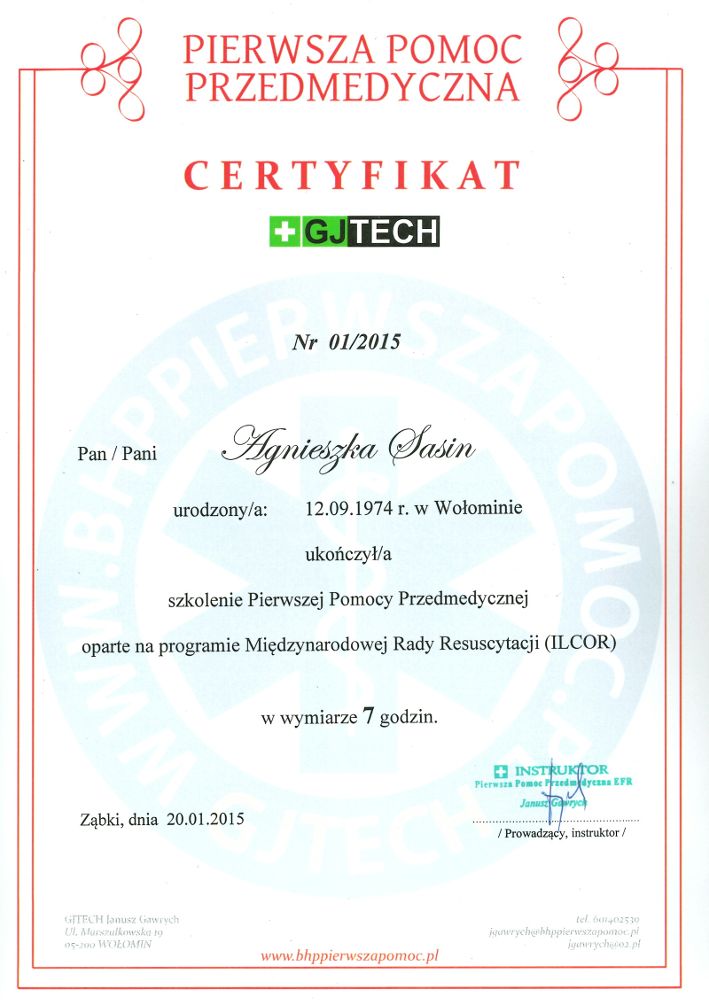 PIERWSZA POMOC
PRZEDMEDYCZNA
CERTYFIKAT
GJTECH
Nr 01/2015
Pan / Pani Agnieszka Sasin
urodzony/a: 12.09.1974 r. w Wołominie
ukończył/a
szkolenie Pierwszej Pomocy Przedmedycznej
oparte na programie Międzynarodowej Rady Resuscytacji (ILCOR)
w wymiarze 7 godzin.
INSTRUKTOR
Pierwsza Pomoc Przedmedyczna EFR
Janusz Gawrych
Ząbki, dnia 20.01.2015
/ Prowadzący, instruktor /
GJTECH Janusz Gawrych
Ul. Marszałkowska 19
05-200 WOŁOMIN
tel. 601402530
jgawrych@bhppierwszapomoc.pl
jgawrych@o2.pl
www.bhppierwszapomoc.pl
WWW.BHPPIERWSZAPOMOC.PL
GJTECH